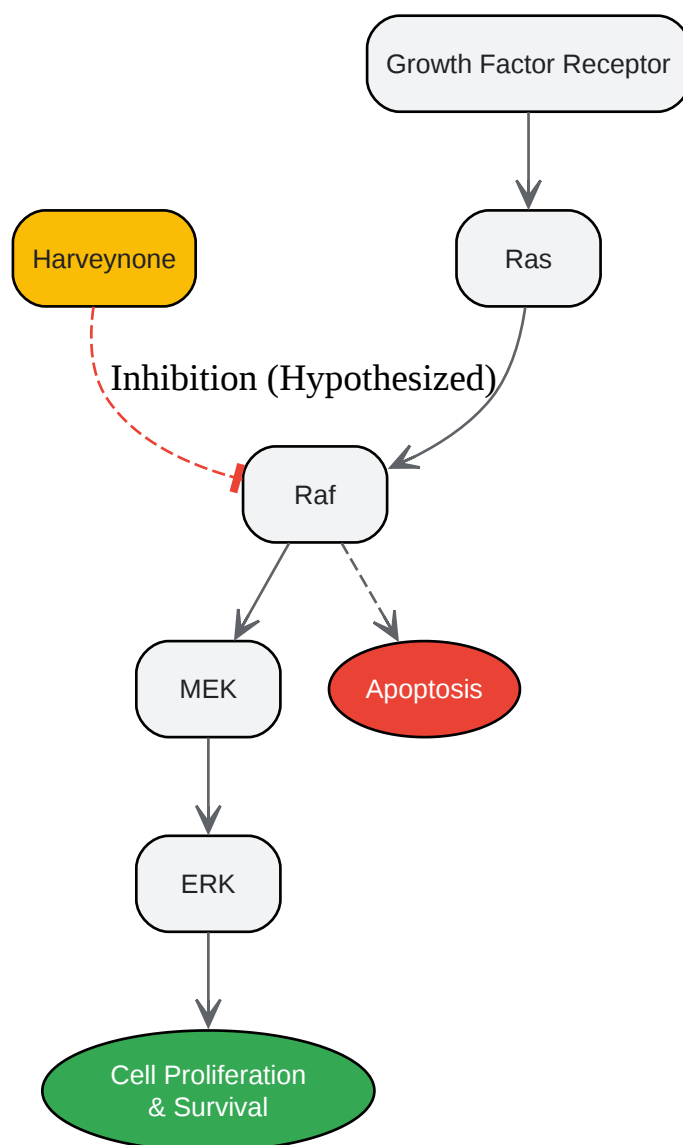 Growth Factor Receptor
Harveynone
Ras
Inhibition (Hypothesized)
Raf
MEK
Apoptosis
ERK
Cell Proliferation
& Survival